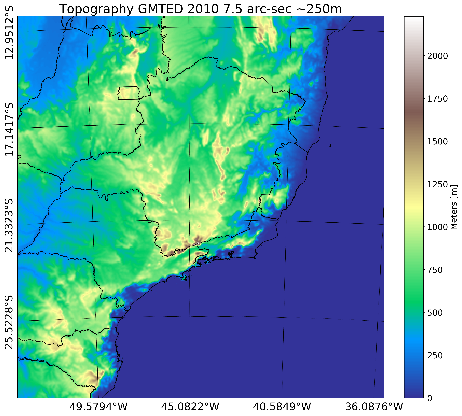 Topography GMTED 2010 7.5 arc-sec ~250m
12.9512°S
17.1417°S
21.3323°S
25.5228°S
49.5794°W
45.0822°W
40.5849°W
36.0876°W
2000
1750
1500
1250
1000
750
500
250
0
Meters [m]